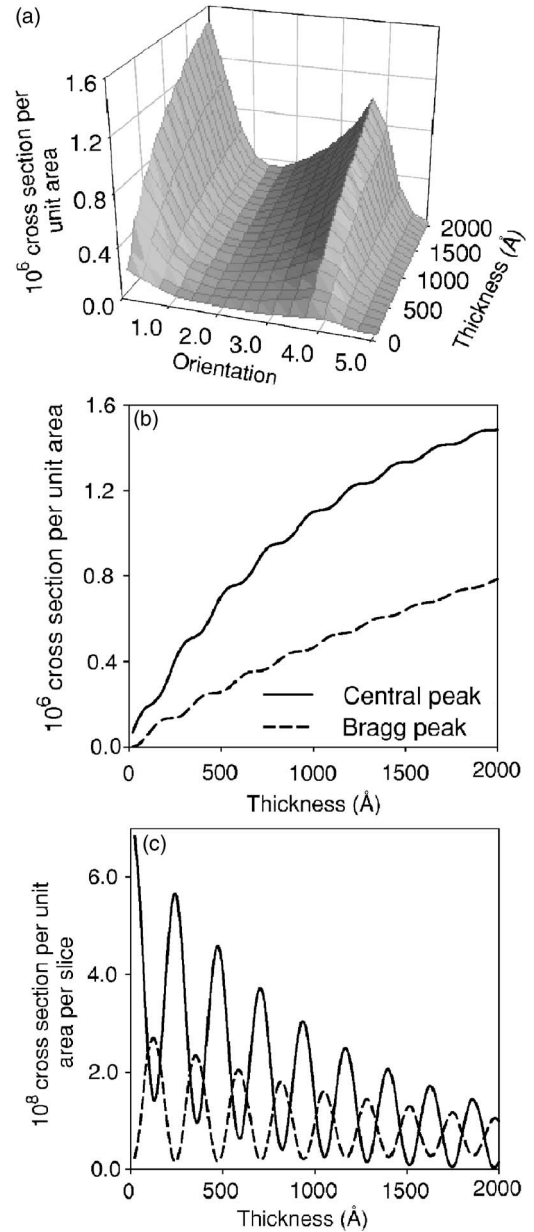 (a)
1.6
1.2
0.8
0.4
0.0
10⁶ cross section per
unit area
1.0
2.0
3.0
4.0
5.0
Orientation
2000
1500
1000
500
0
Thickness (Å)
(b)
1.6
1.2
0.8
0.4
0.0
10⁶ cross section per unit area
Central peak
Bragg peak
0 500 1000 1500 2000
Thickness (Å)
(c)
6.0
4.0
2.0
0.0
10⁸ cross section per unit
area per slice
0 500 1000 1500 2000
Thickness (Å)